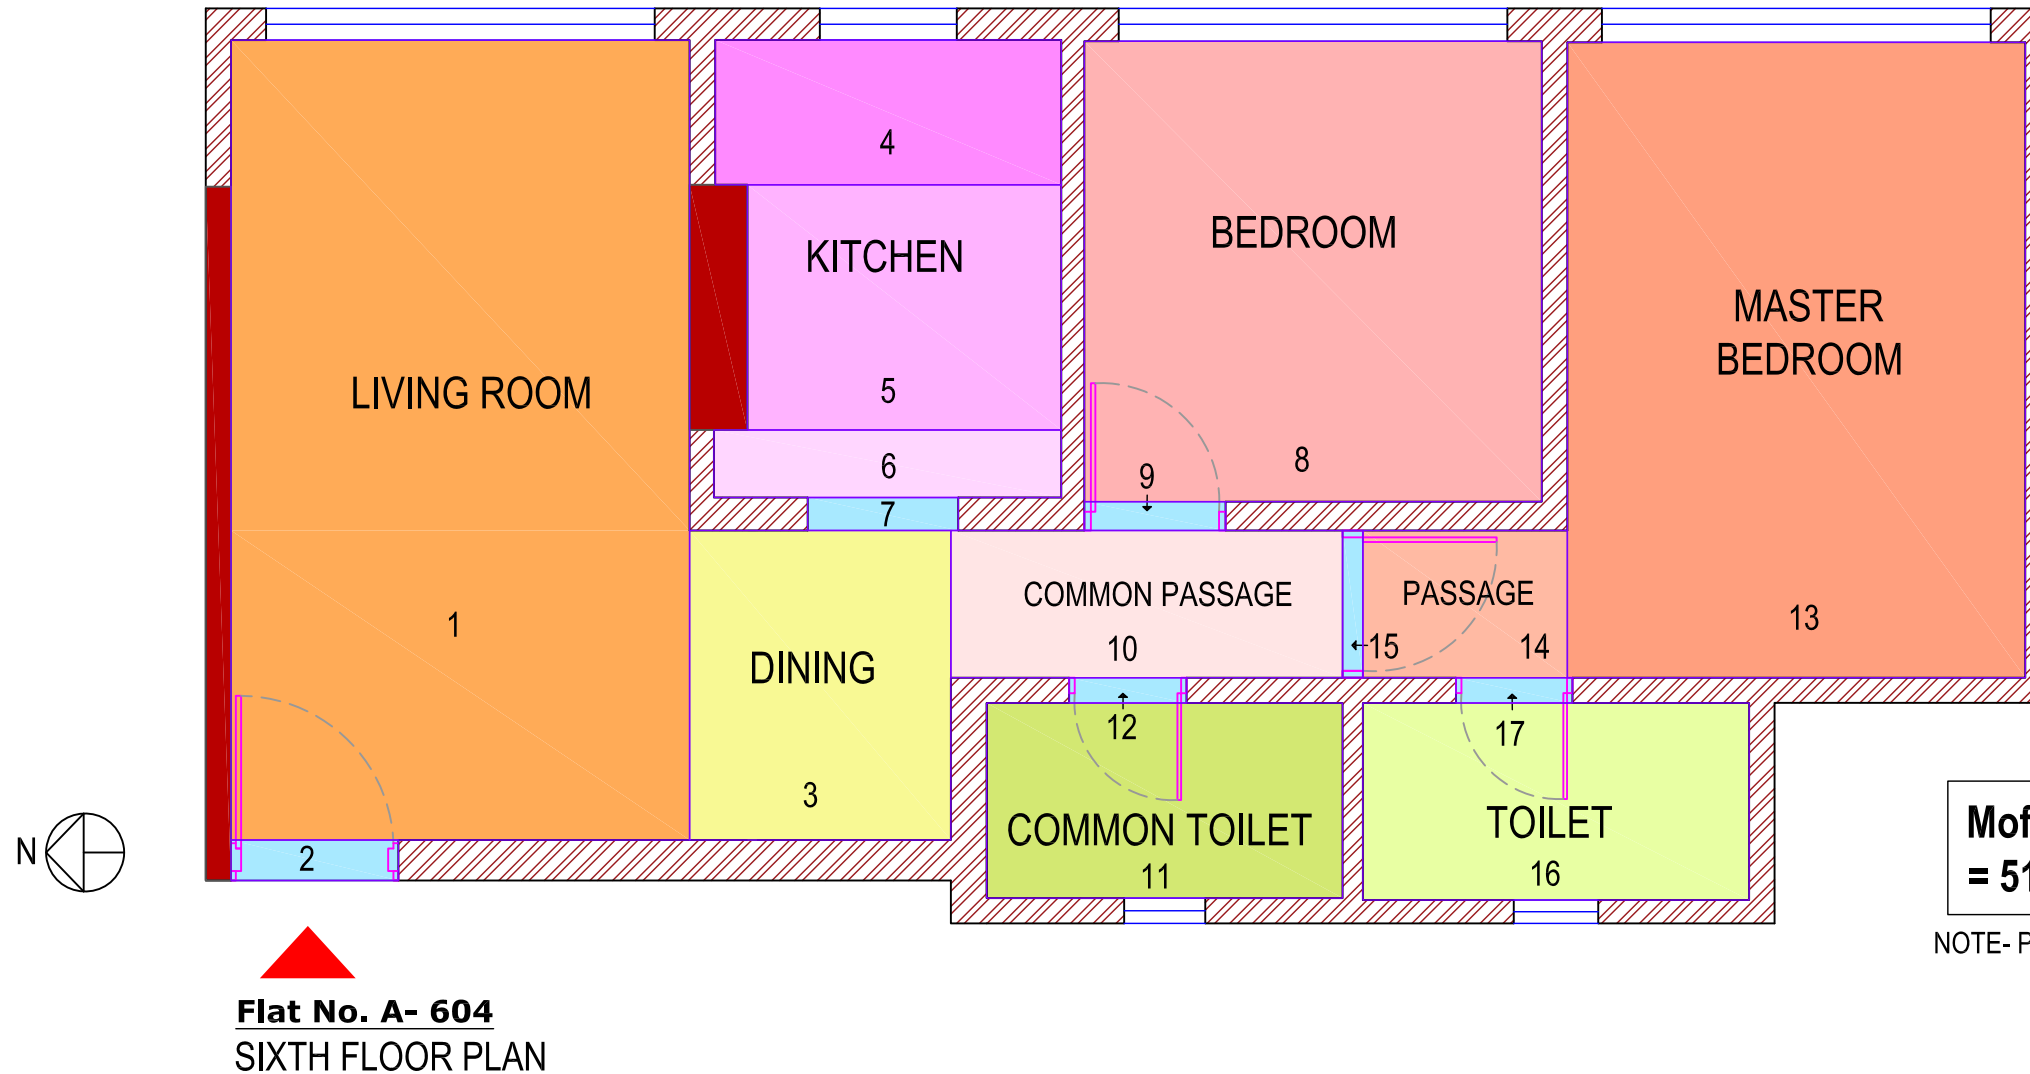 4
KITCHEN
BEDROOM
MASTER
BEDROOM
LIVING ROOM
5
6
9
8
7
COMMON PASSAGE
PASSAGE
1
10
15
14
13
DINING
12
17
3
COMMON TOILET
TOILET
11
16
2
N
= 51
NOTE-
Flat No. A- 604
SIXTH FLOOR PLAN